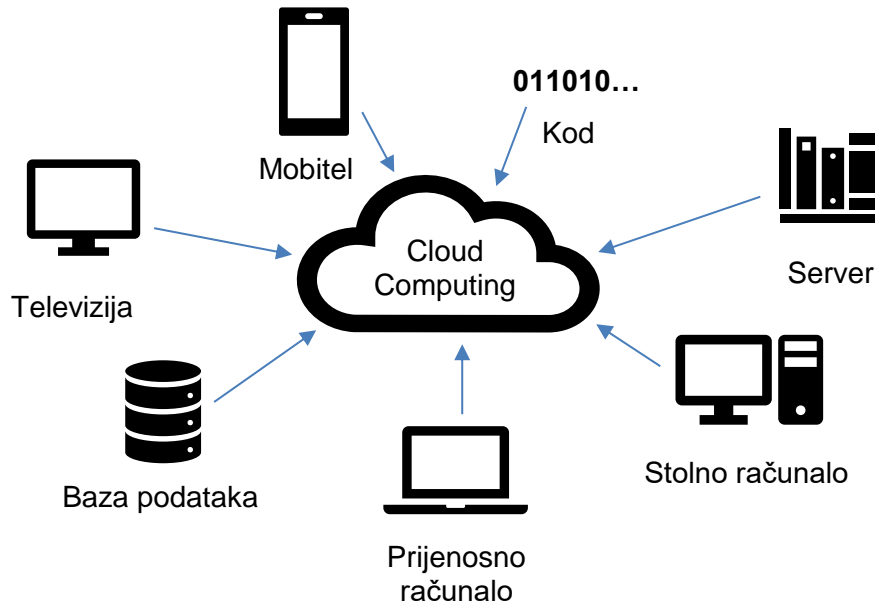 011010…
Kod
Mobitel
Cloud
Computing
Server
Televizija
Stolno računalo
Baza podataka
Prijenosno
računalo